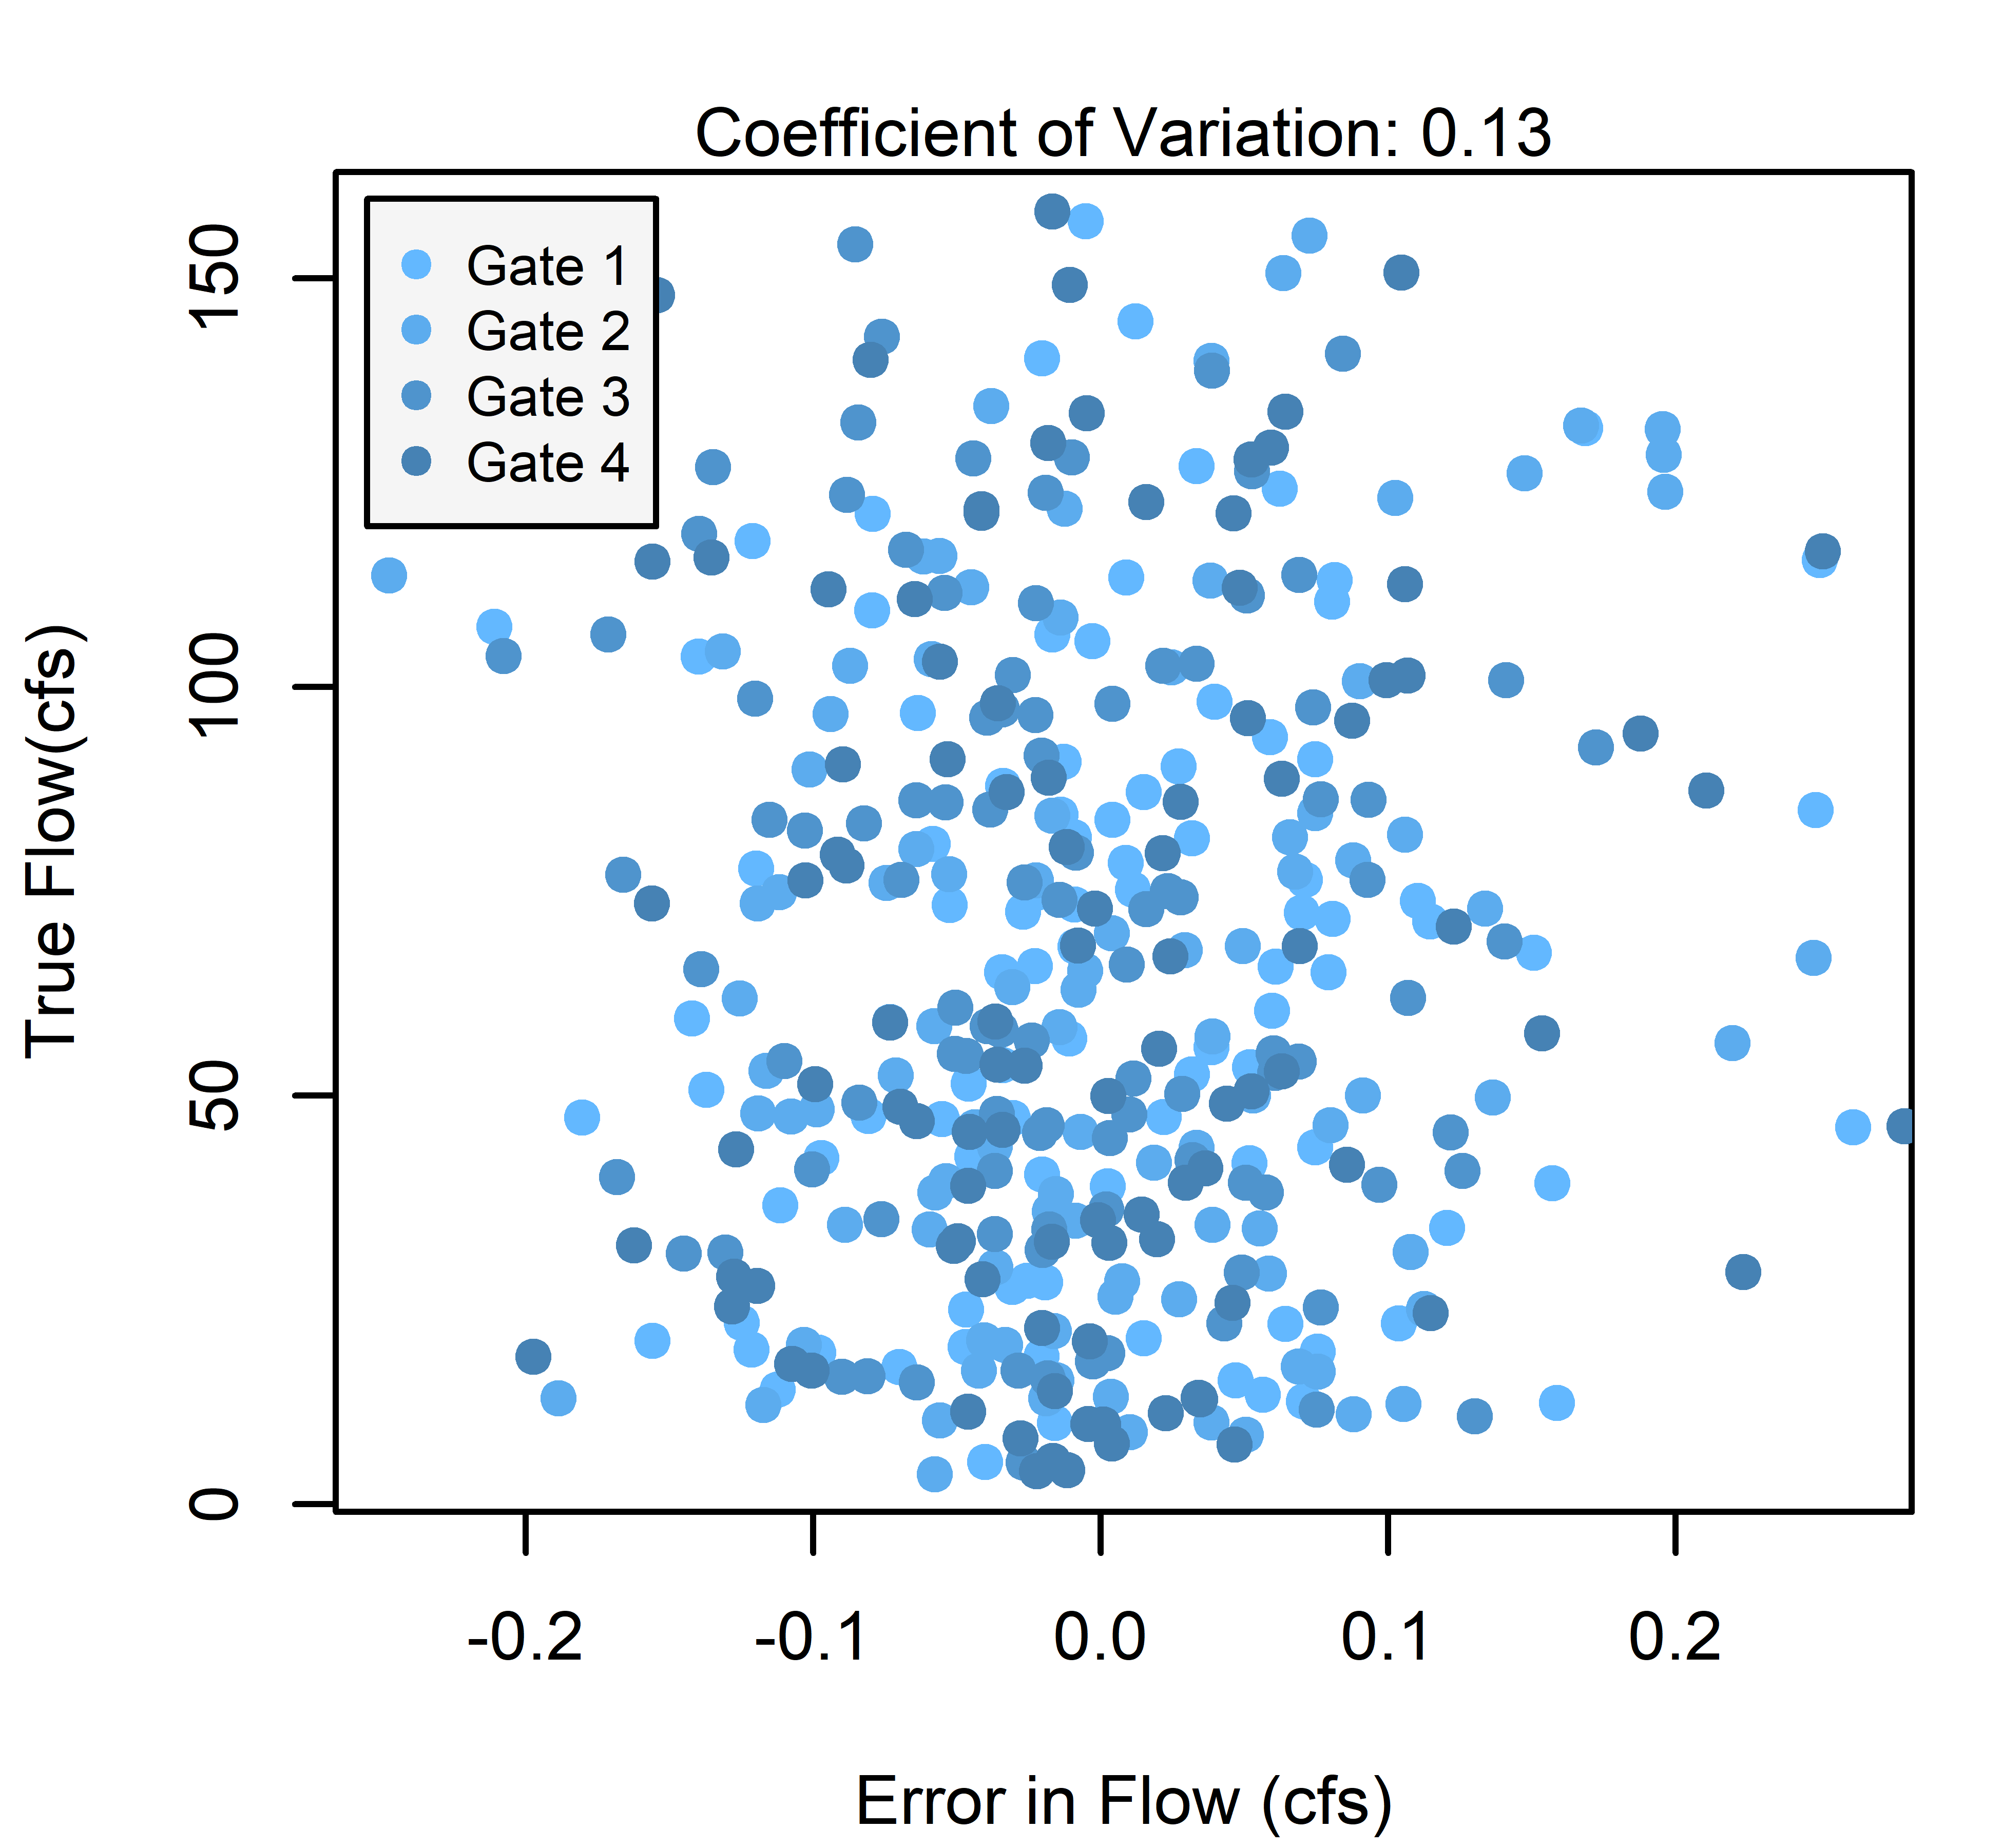 Coefficient of Variation: 0.13
Gate 1
Gate 2
Gate 3
Gate 4
True Flow(cfs)
150
100
50
0
-0.2 -0.1 0.0 0.1 0.2
Error in Flow (cfs)